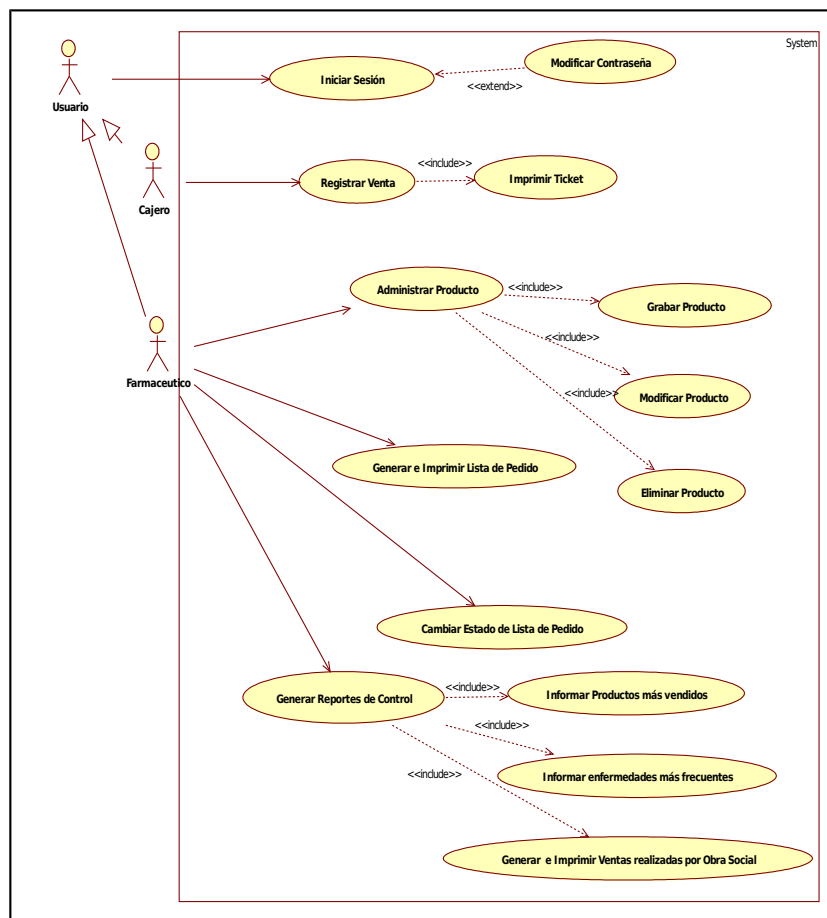 System
Usuario
Iniciar Sesión
<<extend>>
Modificar Contraseña
Cajero
Registrar Venta
<<include>>
Imprimir Ticket
Farmaceutico
Administrar Producto
<<include>>
Grabar Producto
<<include>>
Modificar Producto
<<include>>
Eliminar Producto
Generar e Imprimir Lista de Pedido
Cambiar Estado de Lista de Pedido
Generar Reportes de Control
<<include>>
Informar Productos más vendidos
<<include>>
Informar enfermedades más frecuentes
<<include>>
Generar e Imprimir Ventas realizadas por Obra Social